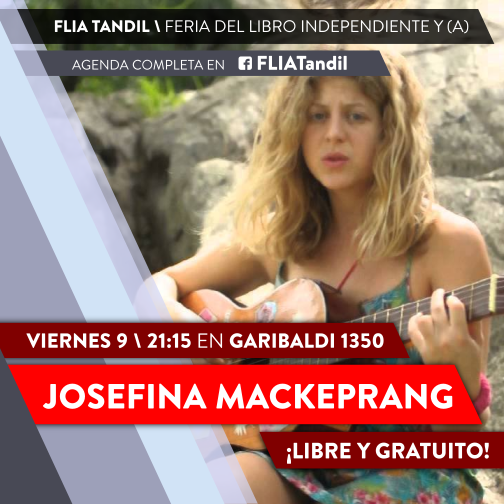 FLIA TANDIL \ FERIA DEL LIBRO INDEPENDIENTE Y (A)
AGENDA COMPLETA EN FLIATandil
VIERNES 9 \ 21:15 EN GARIBALDI 1350
JOSEFINA MACKEPRANG
¡LIBRE Y GRATUITO!